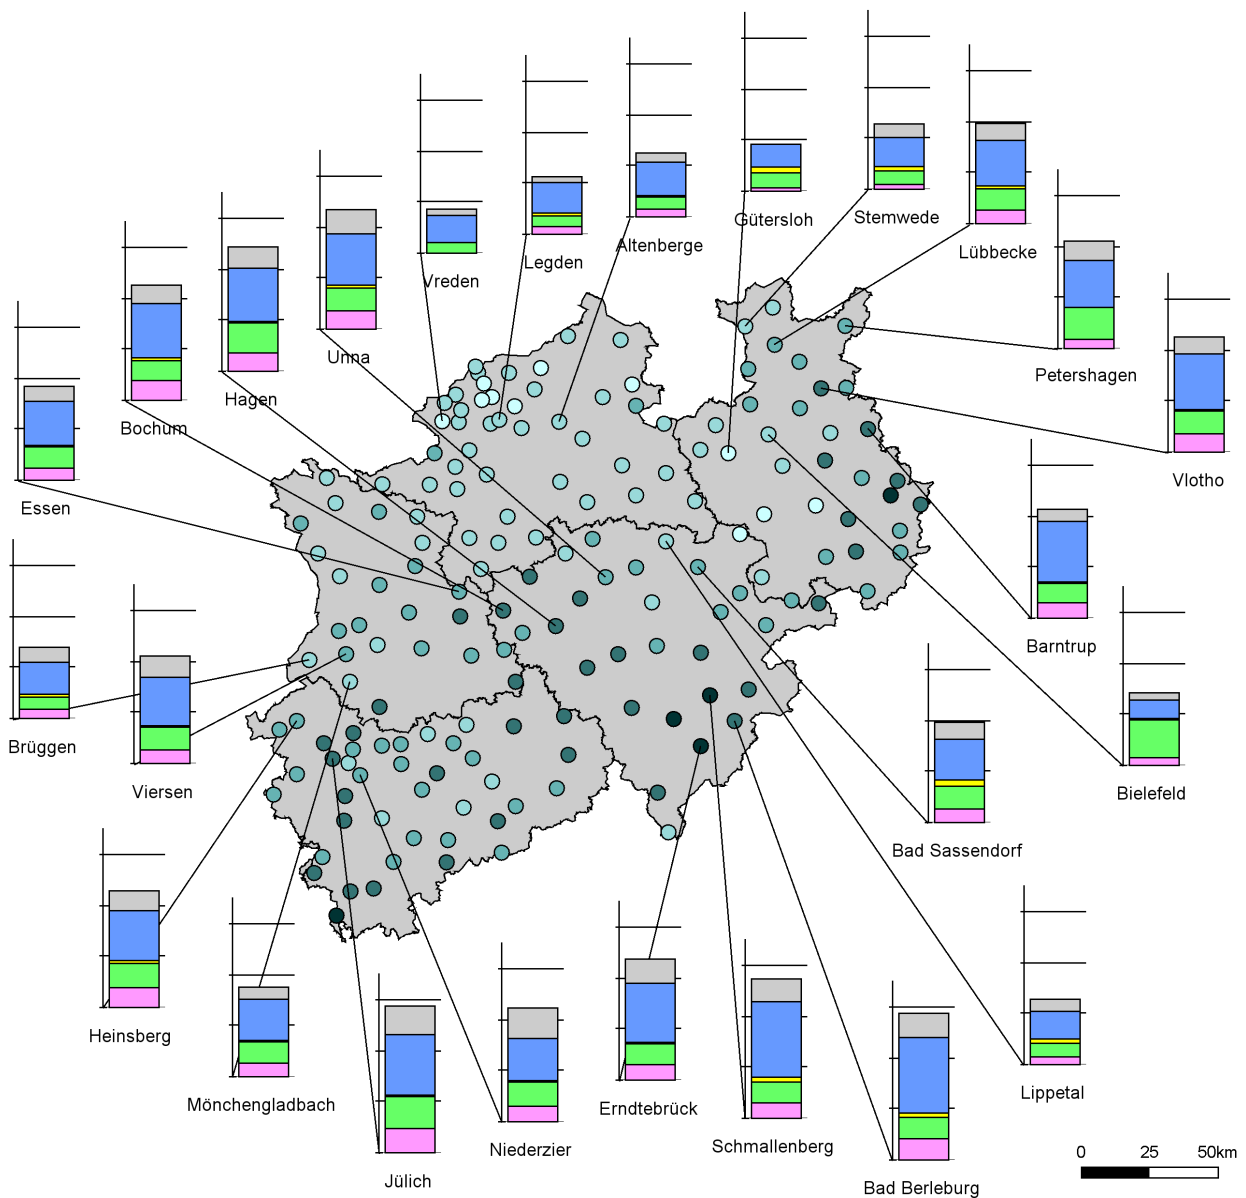 Gütersloh
Stemwede
Altenberge
Lübbecke
Legden
Vreden
Unna
Petershagen
Hagen
Bochum
Vlotho
Essen
Barntrup
Brüggen
Viersen
Bielefeld
Bad Sassendorf
Heinsberg
Mönchengladbach
Erndtebrück
Lippetal
Niederzier
Schmallenberg
Jülich
Bad Berleburg
0 25 50km